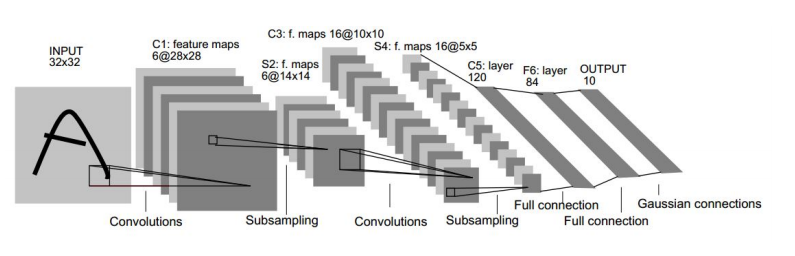 INPUT
32x32
C1: feature maps
6@28x28
S2: f. maps
6@14x14
C3: f. maps 16@10x10
S4: f. maps 16@5x5
C5: layer
120
F6: layer
84
OUTPUT
10
Convolutions
Subsampling
Convolutions
Subsampling
Full connection
Full connection
Gaussian connections